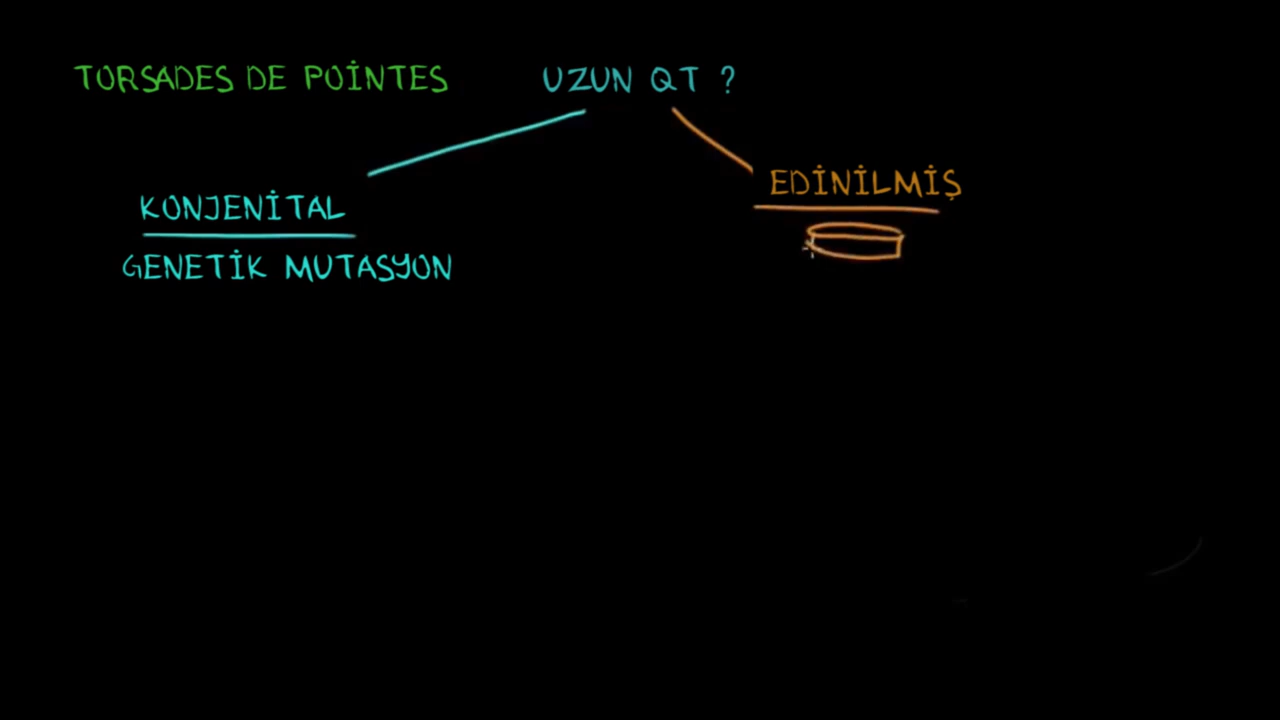 TORSADES DE POİNTES UZUN QT ?
KONJENİTAL
GENETİK MUTASYON
EDİNİLMİŞ